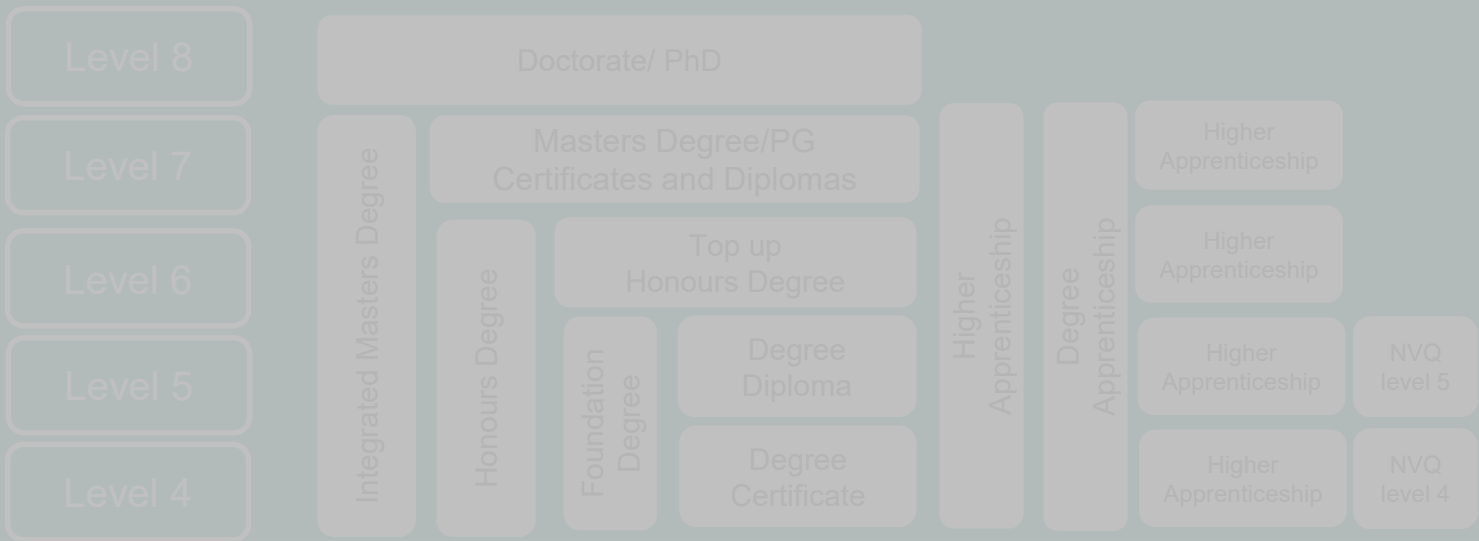 Level 8
Doctorate/ PhD
Level 7
Integrated Masters Degree
Masters Degree/PG
Certificates and Diplomas
Higher
Apprenticeship
Degree
Apprenticeship
Higher
Apprenticeship
Level 6
Honours Degree
Top up
Honours Degree
Higher
Apprenticeship
Level 5
Foundation
Degree
Degree
Diploma
Higher
Apprenticeship
NVQ
level 5
Level 4
Degree
Certificate
Higher
Apprenticeship
NVQ
level 4